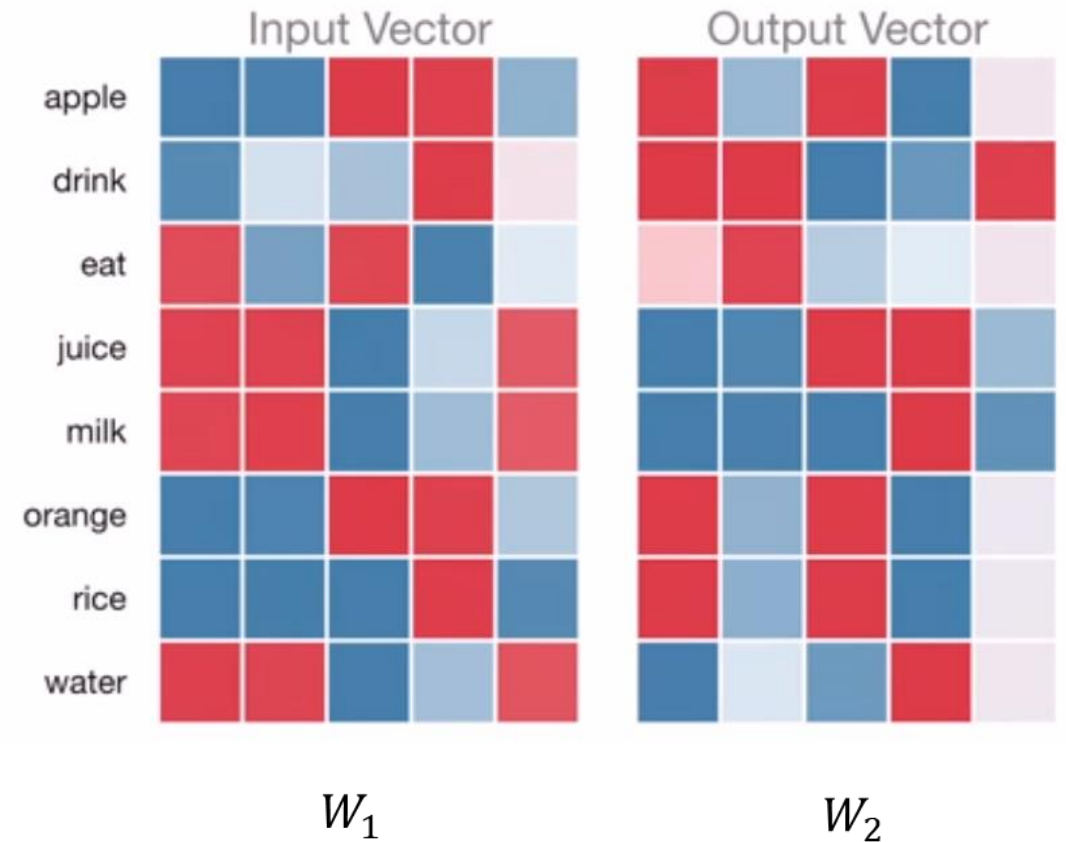 Input Vector Output Vector
apple
drink
eat
juice
milk
orange
rice
water
W₁ W₂